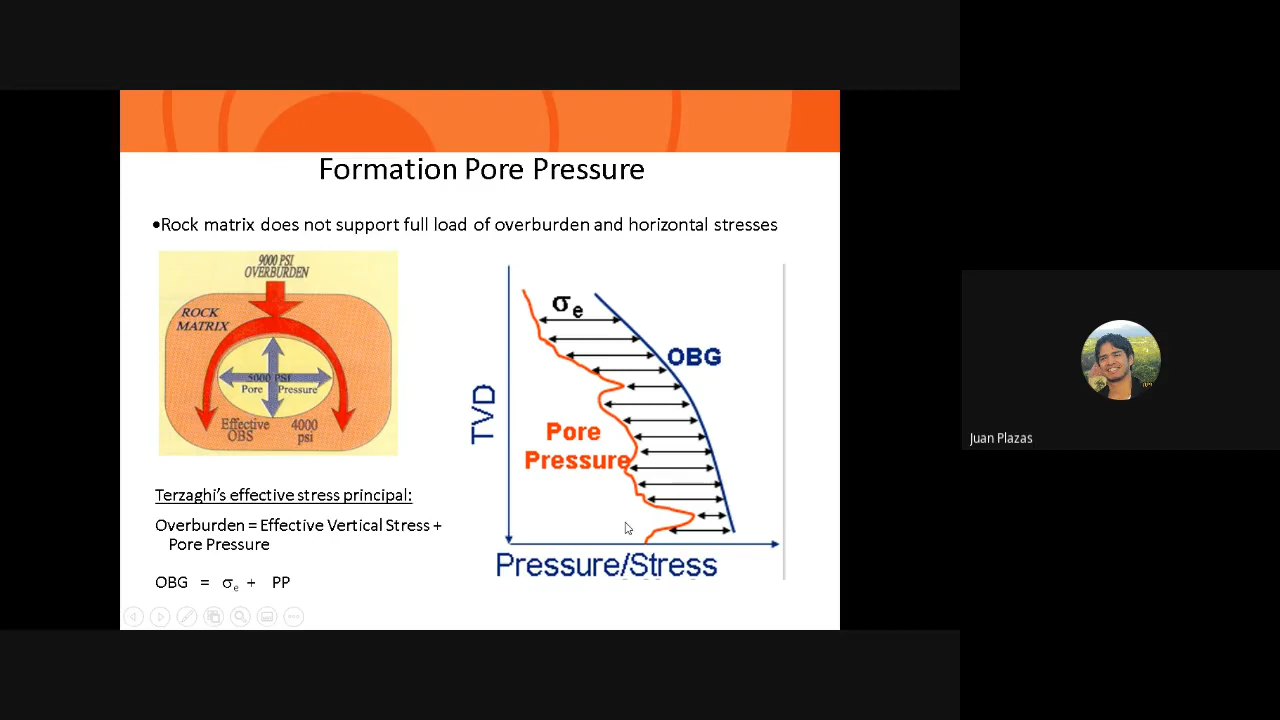 Formation Pore Pressure
•Rock matrix does not support full load of overburden and horizontal stresses
9000 PSI
OVERBURDEN
ROCK
MATRIX
5000 PSI
Pore Pressure
Effective 4000
OBS psi
Terzaghi's effective stress principal:
Overburden = Effective Vertical Stress +
Pore Pressure
OBG = σe + PP
σe
OBG
TVD
Pore
Pressure
Pressure/Stress
Juan Plazas